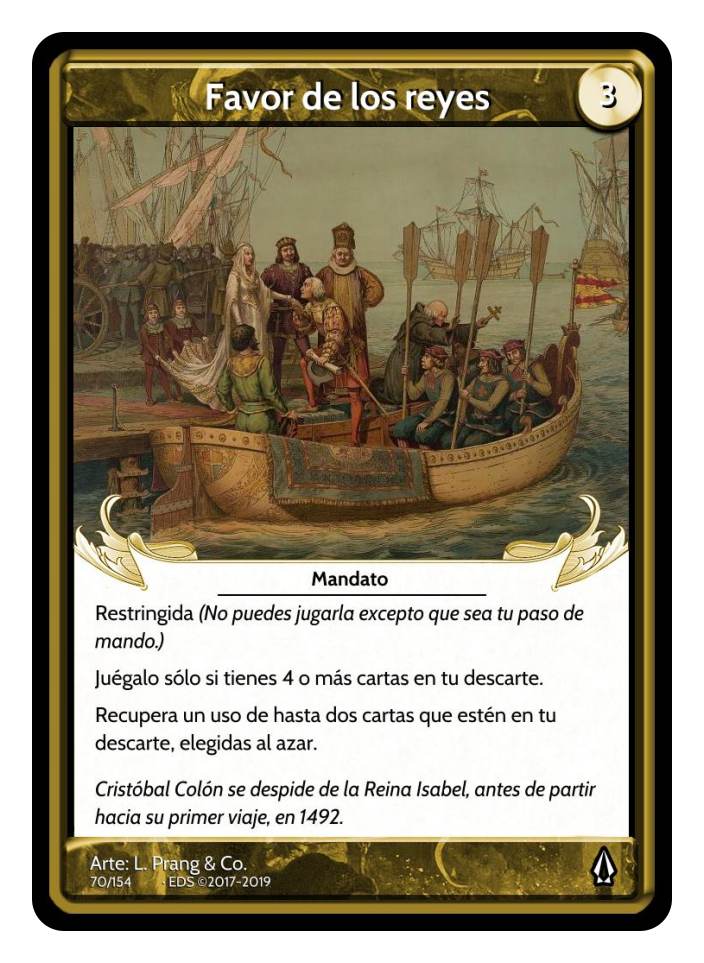 Favor de los reyes
3
Mandato
Restringida (No puedes jugarla excepto que sea tu paso de
mando.)
Juégalo sólo si tienes 4 o más cartas en tu descarte.
Recupera un uso de hasta dos cartas que estén en tu
descarte, elegidas al azar.
Cristóbal Colón se despide de la Reina Isabel, antes de partir
hacia su primer viaje, en 1492.
Arte: L. Prang & Co.
70/154 · EDS ©2017-2019